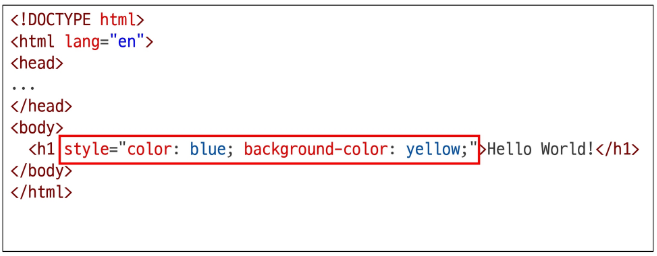 <!DOCTYPE html>
<html lang="en">
<head>
...
</head>
<body>
<h1 style="color: blue; background-color: yellow;">Hello World!</h1>
</body>
</html>